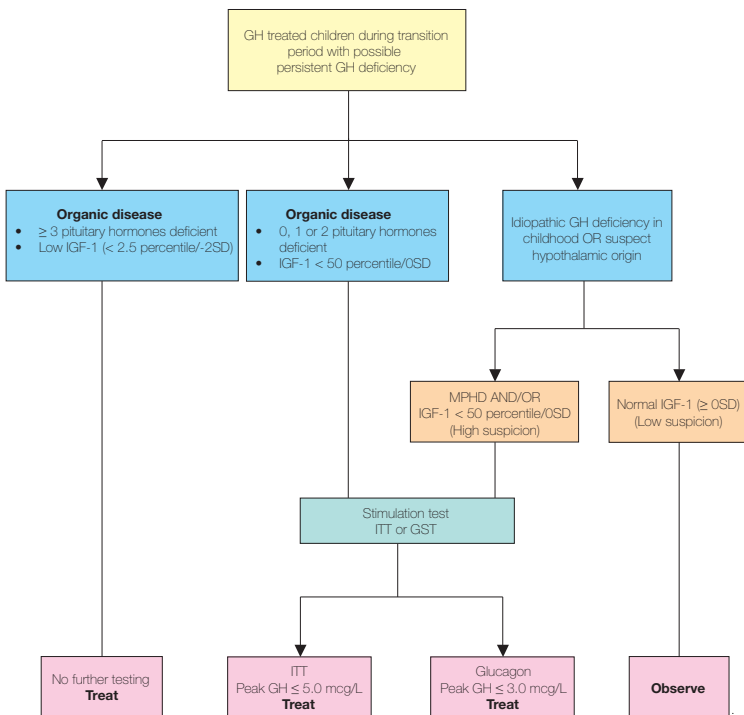 GH treated children during transition
period with possible
persistent GH deficiency
Organic disease
• ≥ 3 pituitary hormones deficient
• Low IGF-1 (< 2.5 percentile/-2SD)
Organic disease
• 0, 1 or 2 pituitary hormones
deficient
• IGF-1 < 50 percentile/0SD
Idiopathic GH deficiency in
childhood OR suspect
hypothalamic origin
MPHD AND/OR
IGF-1 < 50 percentile/0SD
(High suspicion)
Normal IGF-1 (≥ 0SD)
(Low suspicion)
Stimulation test
ITT or GST
No further testing
Treat
ITT
Peak GH ≤ 5.0 mcg/L
Treat
Glucagon
Peak GH ≤ 3.0 mcg/L
Treat
Observe